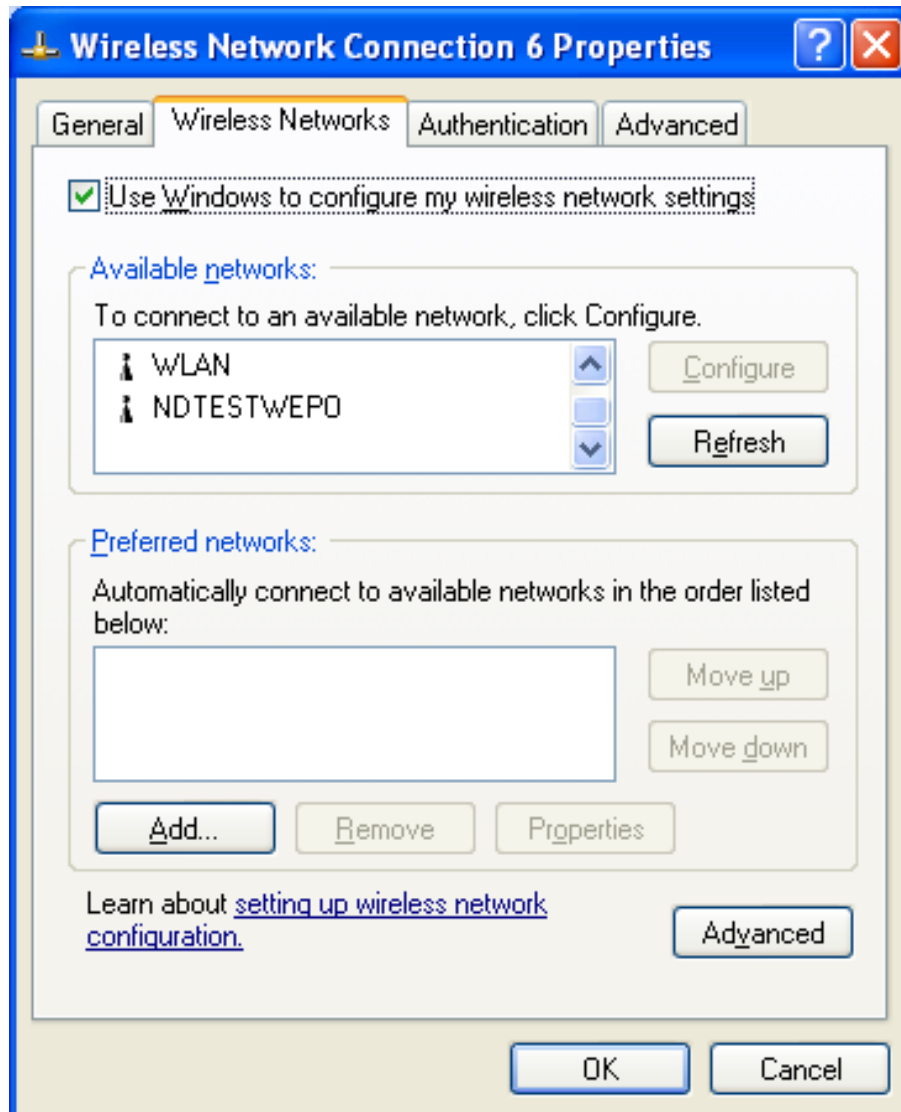 Wireless Network Connection 6 Properties
General
Wireless Networks
Authentication
Advanced
Use Windows to configure my wireless network settings
Available networks:
To connect to an available network, click Configure.
WLAN
NDTESTWEP0
Configure
Refresh
Preferred networks:
Automatically connect to available networks in the order listed
below:
Move up
Move down
Add...
Remove
Properties
Learn about setting up wireless network
configuration.
Advanced
OK
Cancel